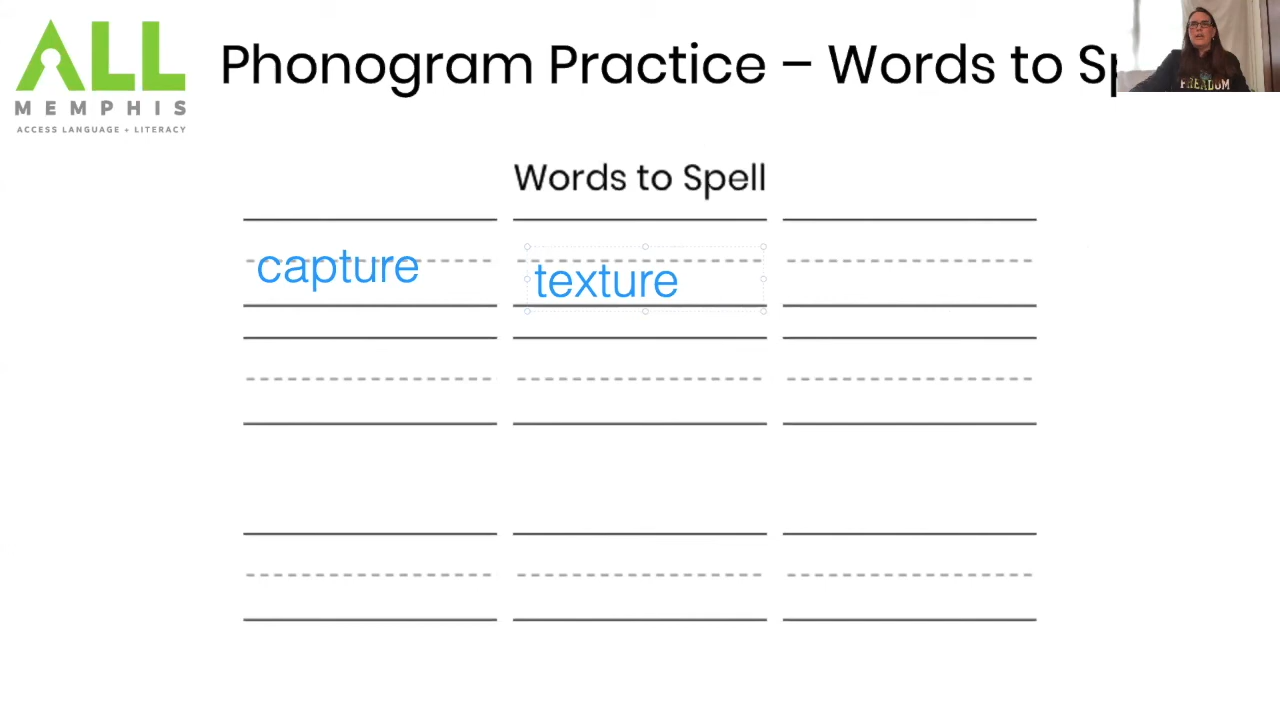 ALL
MEMPHIS
ACCESS LANGUAGE + LITERACY
Phonogram Practice – Words to Sp
Words to Spell
capture texture